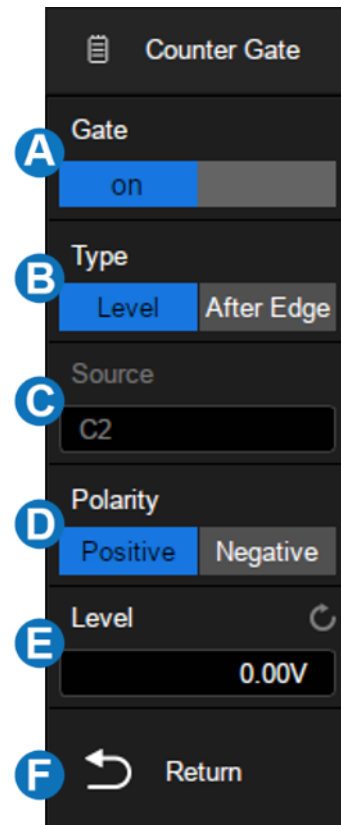 Counter Gate
A
Gate
on
B
Type
Level After Edge
C
Source
C2
D
Polarity
Positive Negative
E
Level
0.00V
F
Return